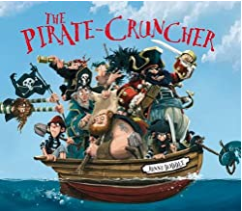 THE
PIRATE-CRUNCHER
JONNY DUDDLE